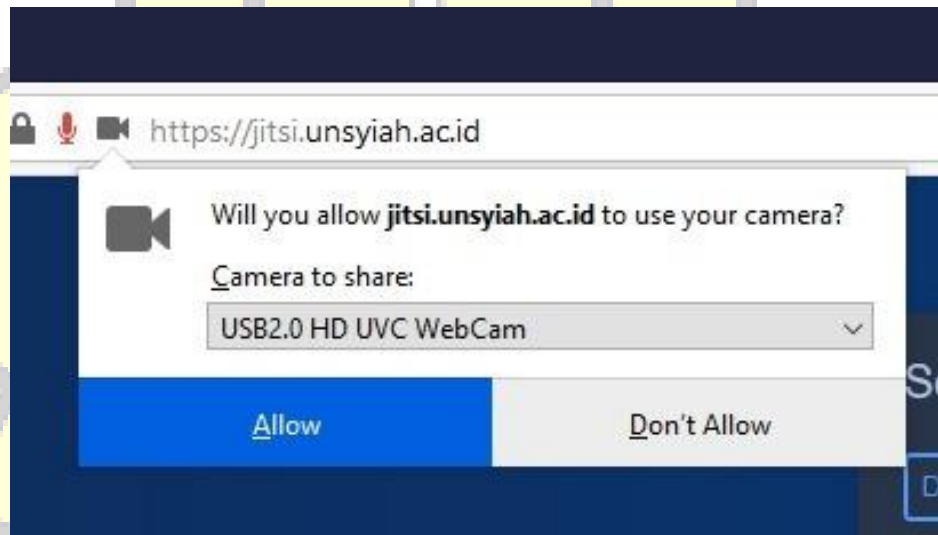 https://jitsi.unsyiah.ac.id
Will you allow jitsi.unsyiah.ac.id to use your camera?
Camera to share:
USB2.0 HD UVC WebCam
Allow
Don't Allow